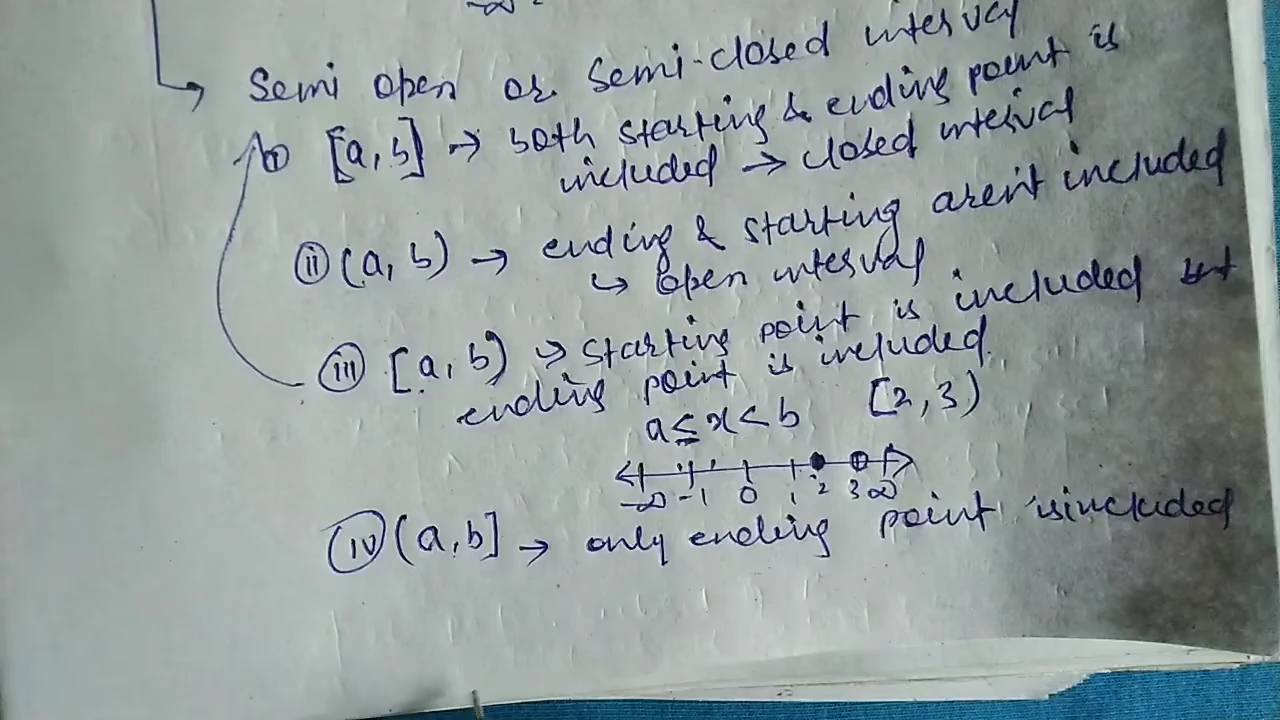 -∞
Semi open or Semi-closed interval
(i) [a, b] → both starting & ending point is
included → closed interval
(ii) (a, b) → ending & starting aren't included
↳ open interval
(iii) [a, b) → starting point is included but
ending point is included.
a ≤ x < b [2, 3)
-∞ -1 0 1 2 3 ∞
(iv) (a, b] → only ending point is included